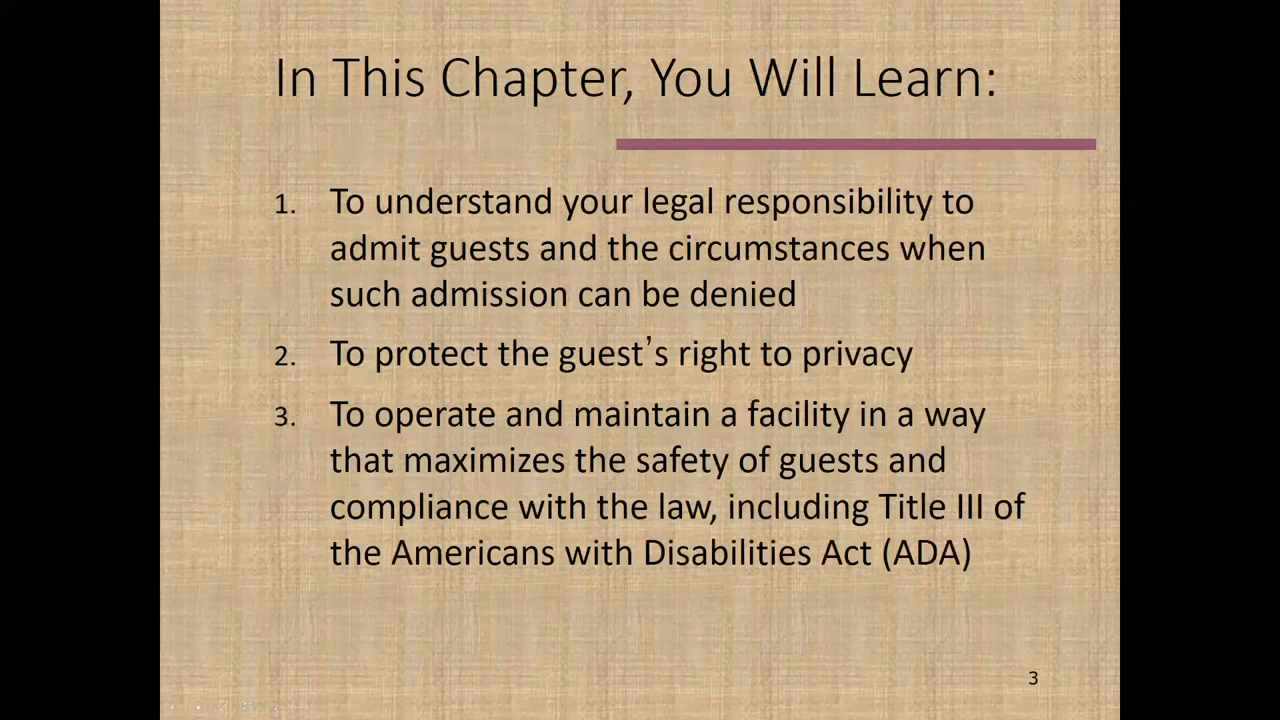 In This Chapter, You Will Learn:
1. To understand your legal responsibility to
admit guests and the circumstances when
such admission can be denied
2. To protect the guest’s right to privacy
3. To operate and maintain a facility in a way
that maximizes the safety of guests and
compliance with the law, including Title III of
the Americans with Disabilities Act (ADA)
3